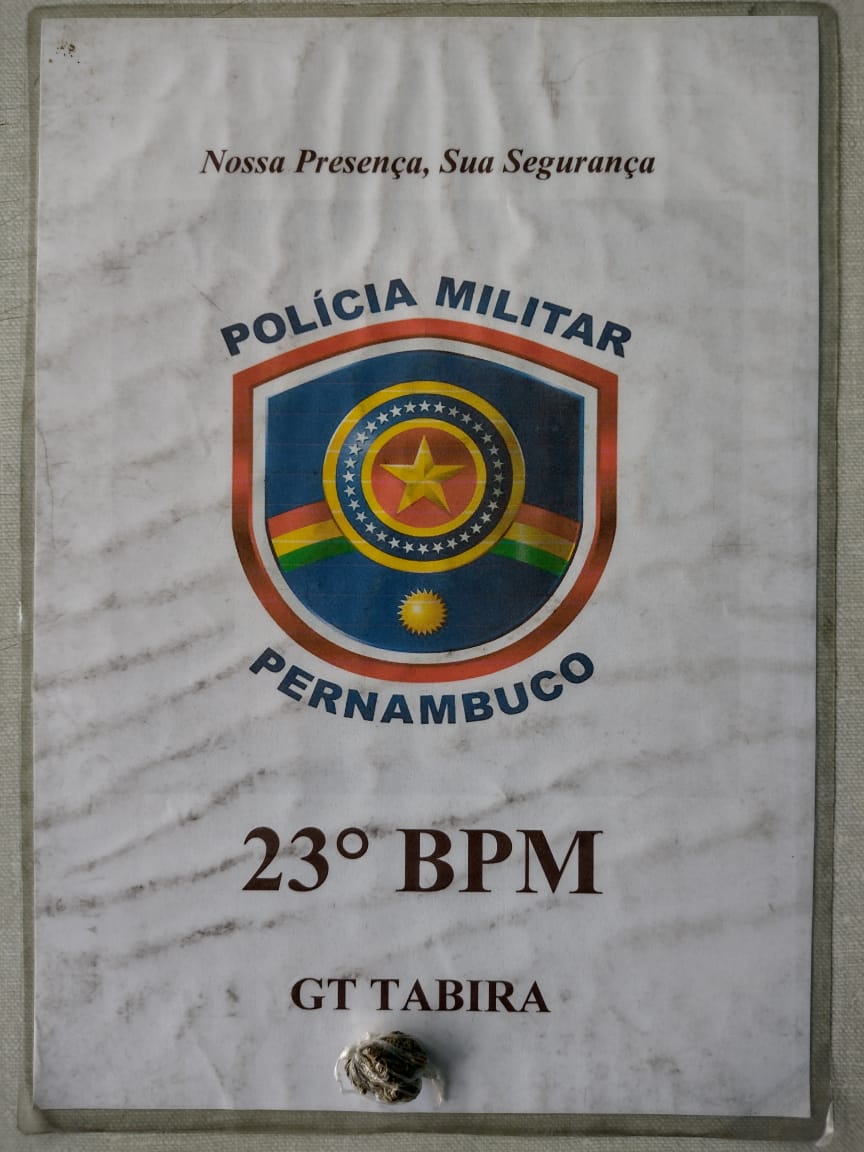 Nossa Presença, Sua Segurança
POLÍCIA MILITAR
PERNAMBUCO
23° BPM
GT TABIRA